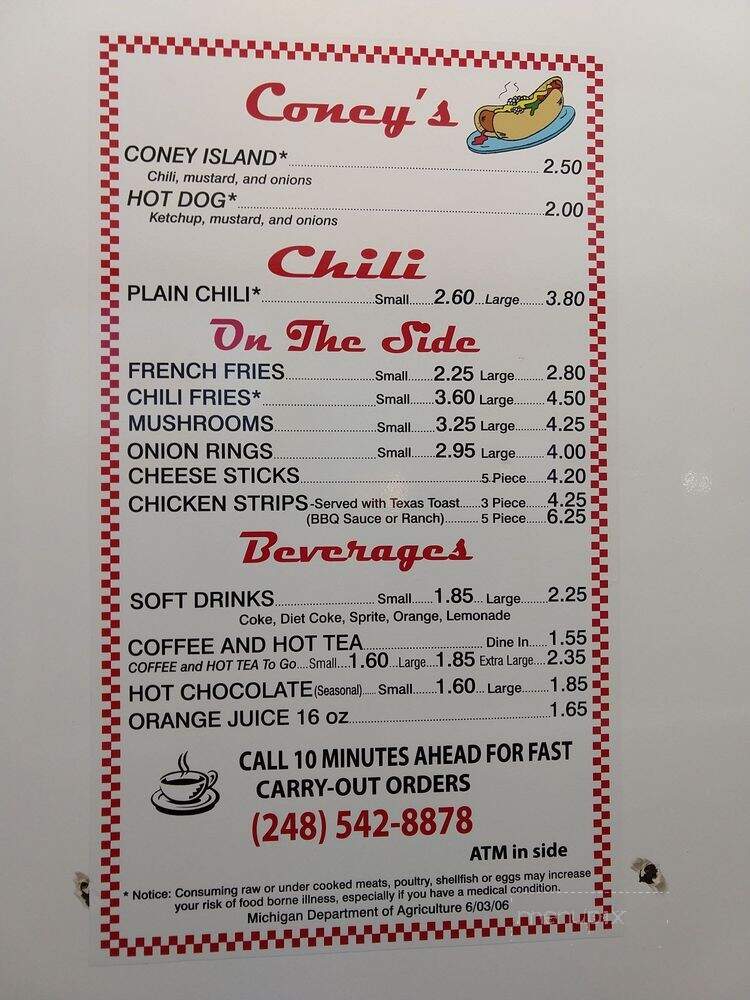 Coney's
CONEY ISLAND*........2.50
Chili, mustard, and onions
HOT DOG*........2.00
Ketchup, mustard, and onions
Chili
PLAIN CHILI*........Small......2.60...Large........3.80
On The Side
FRENCH FRIES........Small......2.25 Large........2.80
CHILI FRIES*........Small......3.60 Large........4.50
MUSHROOMS........Small......3.25 Large........4.25
ONION RINGS........Small......2.95 Large........4.00
CHEESE STICKS........5 Piece......4.20
CHICKEN STRIPS-Served with Texas Toast......3 Piece......4.25
(BBQ Sauce or Ranch)........5 Piece......6.25
Beverages
SOFT DRINKS........Small......1.85...Large........2.25
Coke, Diet Coke, Sprite, Orange, Lemonade
COFFEE AND HOT TEA........Dine In.....1.55
COFFEE and HOT TEA To Go....Small....1.60...Large...1.85 Extra Large....2.35
HOT CHOCOLATE(Seasonal).....Small......1.60...Large........1.85
ORANGE JUICE 16 oz........1.65
CALL 10 MINUTES AHEAD FOR FAST
CARRY-OUT ORDERS
(248) 542-8878
ATM in side
* Notice: Consuming raw or under cooked meats, poultry, shellfish or eggs may increase
your risk of food borne illness, especially if you have a medical condition.
Michigan Department of Agriculture 6/03/06
menupix